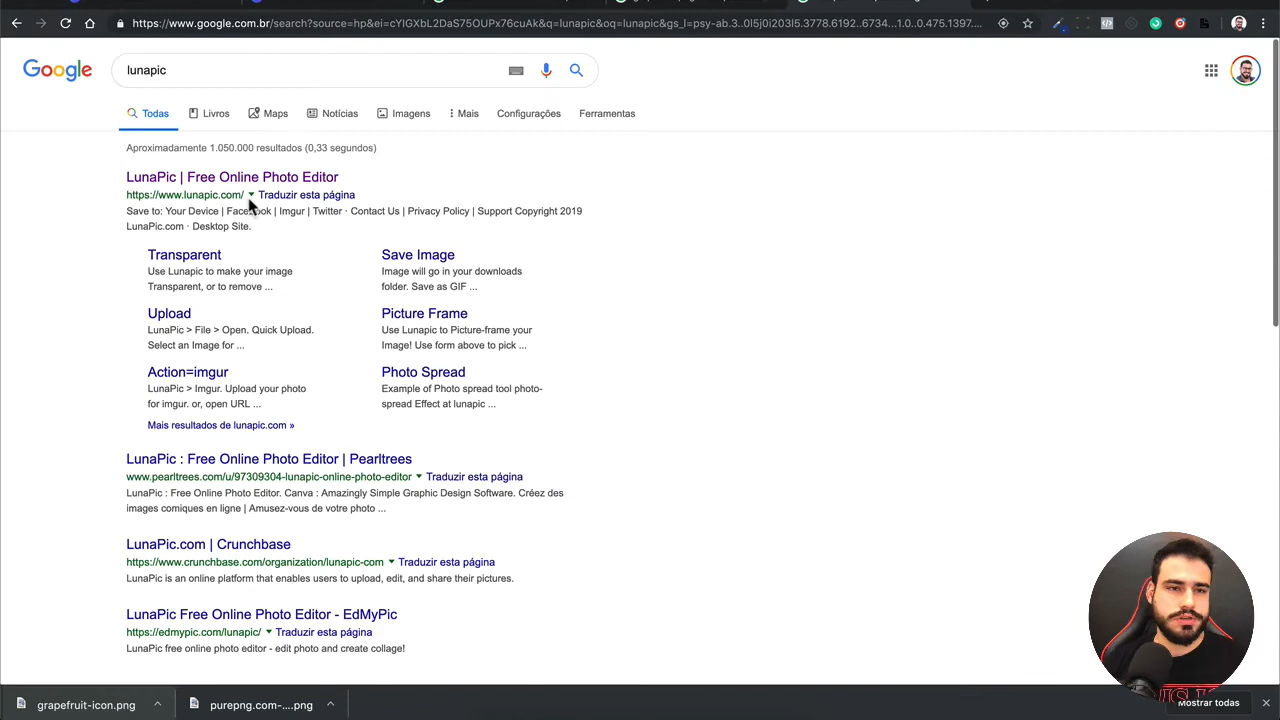 https://www.google.com.br/search?source=hp&ei=cYlGXbL2DaS75OUPx76cuAk&q=lunapic&oq=lunapic&gs_l=psy-ab.3..0l5j0i203l5.3778.6192..6734...1.0..0.475.1397....
Google
lunapic
Todas Livros Maps Notícias Imagens Mais Configurações Ferramentas
Aproximadamente 1.050.000 resultados (0,33 segundos)
LunaPic | Free Online Photo Editor
https://www.lunapic.com/ Traduzir esta página
Save to: Your Device | Facebook | Imgur | Twitter · Contact Us | Privacy Policy | Support Copyright 2019
LunaPic.com · Desktop Site.
Transparent
Use Lunapic to make your image
Transparent, or to remove ...
Save Image
Image will go in your downloads
folder. Save as GIF ...
Upload
LunaPic > File > Open. Quick Upload.
Select an Image for ...
Picture Frame
Use Lunapic to Picture-frame your
Image! Use form above to pick ...
Action=imgur
LunaPic > Imgur. Upload your photo
for imgur. or, open URL ...
Photo Spread
Example of Photo spread tool photo-
spread Effect at lunapic ...
Mais resultados de lunapic.com »
LunaPic : Free Online Photo Editor | Pearltrees
www.pearltrees.com/u/97309304-lunapic-online-photo-editor Traduzir esta página
LunaPic : Free Online Photo Editor. Canva : Amazingly Simple Graphic Design Software. Créez des
images comiques en ligne | Amusez-vous de votre photo ...
LunaPic.com | Crunchbase
https://www.crunchbase.com/organization/lunapic-com Traduzir esta página
LunaPic is an online platform that enables users to upload, edit, and share their pictures.
LunaPic Free Online Photo Editor - EdMyPic
https://edmypic.com/lunapic/ Traduzir esta página
LunaPic free online photo editor - edit photo and create collage!
grapefruit-icon.png
purepng.com-....png
Mostrar todas